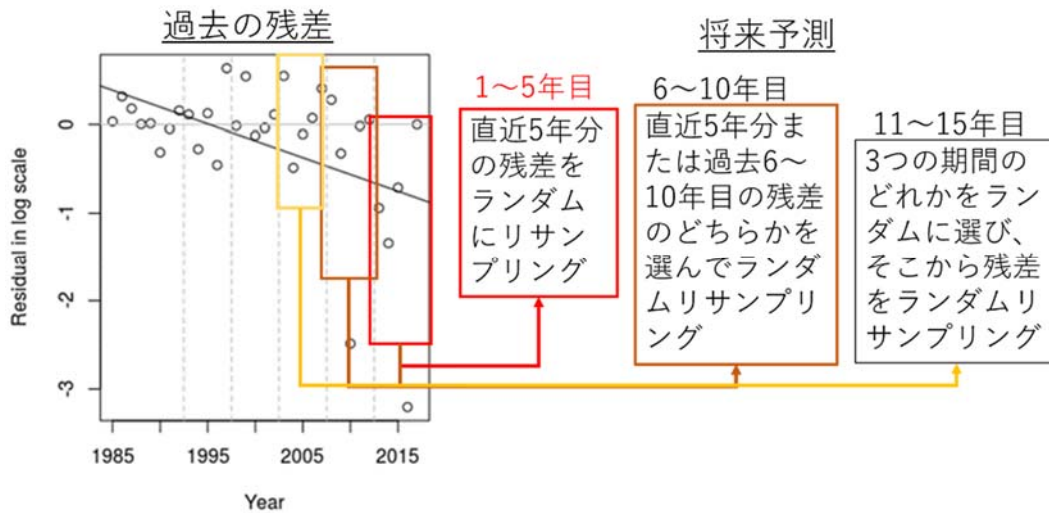 過去の残差
将来予測
0
-1
-2
-3
Residual in log scale
1985
1995
2005
2015
Year
1～5年目
直近5年分
の残差を
ランダム
にリサン
プリング
6～10年目
直近5年分ま
たは過去6～
10年目の残差
のどちらかを
選んでランダ
ムリサンプリ
ング
11～15年目
3つの期間の
どれかをラン
ダムに選び、
そこから残差
をランダムリ
サンプリング